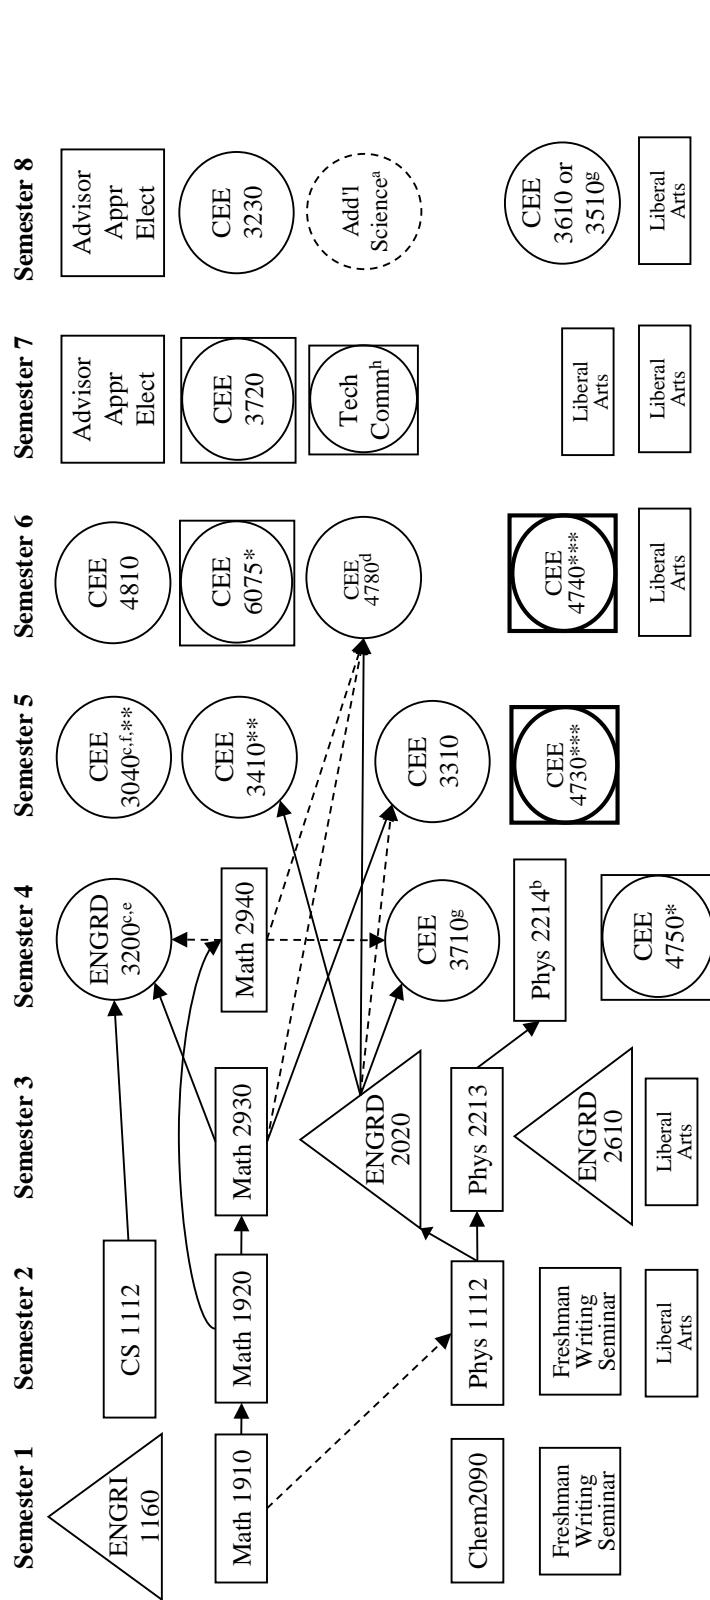 Semester 1
ENGRI
1160
Math 1910
Chem2090
Freshman
Writing
Seminar
Semester 2
CS 1112
Math 1920
Phys 1112
Freshman
Writing
Seminar
Liberal
Arts
Semester 3
Math 2930
ENGRD
2020
Phys 2213
ENGRD
2610
Liberal
Arts
Semester 4
ENGRD
3200c,e
Math 2940
CEE
3710g
Phys 2214b
CEE
4750*
Semester 5
CEE
3040c,f,**
CEE
3410**
CEE
3310
CEE
4730***
Semester 6
CEE
4810
CEE
6075*
CEE
4780d
CEE
4740***
Liberal
Arts
Semester 7
Advisor
Appr
Elect
CEE
3720
Tech
Commh
Liberal
Arts
Liberal
Arts
Semester 8
Advisor
Appr
Elect
CEE
3230
Add'l
Sciencea
CEE
3610 or
3510g
Liberal
Arts